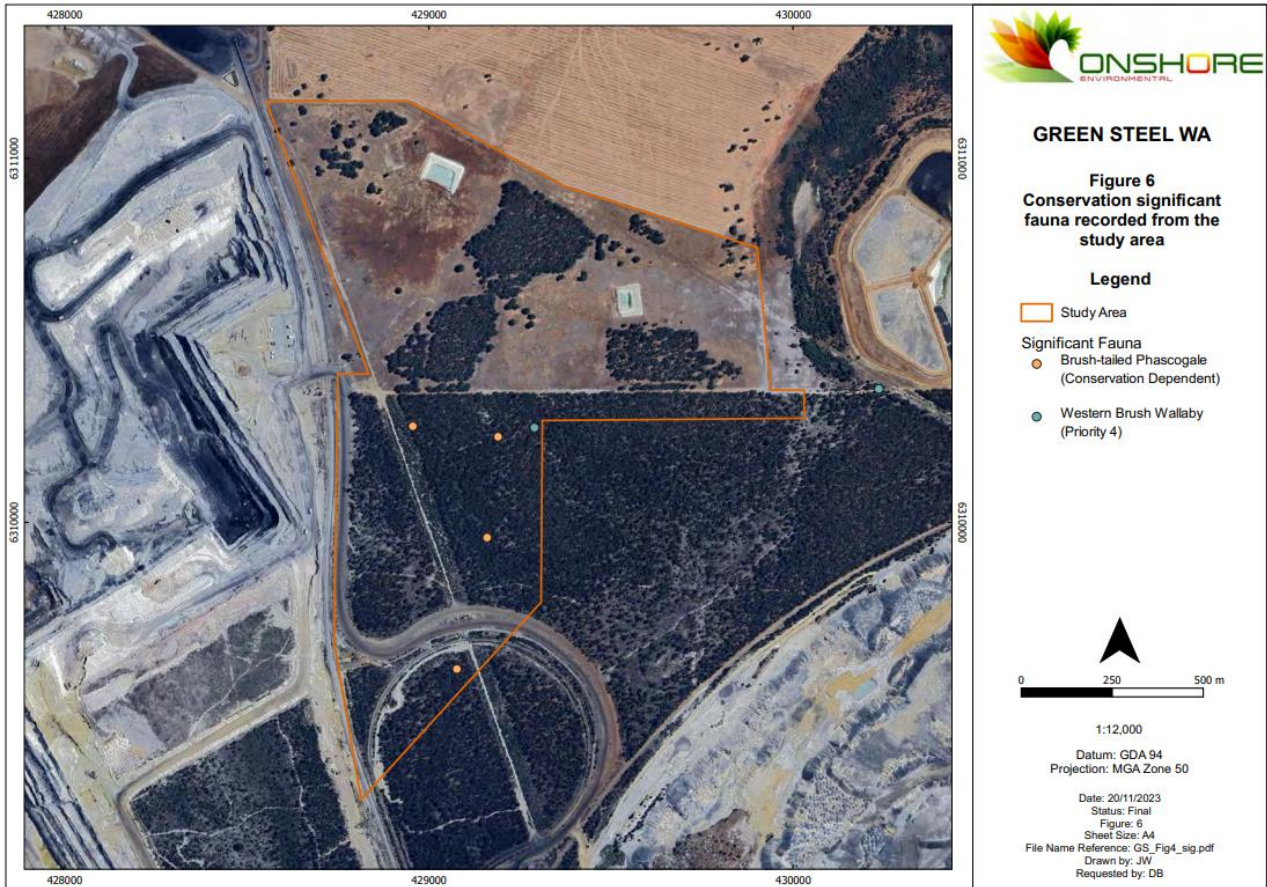 428000 429000 430000
6311000 6311000
6310000 6310000
428000 429000 430000
ONSHORE
ENVIRONMENTAL
GREEN STEEL WA
Figure 6
Conservation significant
fauna recorded from the
study area
Legend
Study Area
Significant Fauna
Brush-tailed Phascogale
(Conservation Dependent)
Western Brush Wallaby
(Priority 4)
0 250 500 m
1:12,000
Datum: GDA 94
Projection: MGA Zone 50
Date: 20/11/2023
Status: Final
Figure: 6
Sheet Size: A4
File Name Reference: GS_Fig4_sig.pdf
Drawn by: JW
Requested by: DB